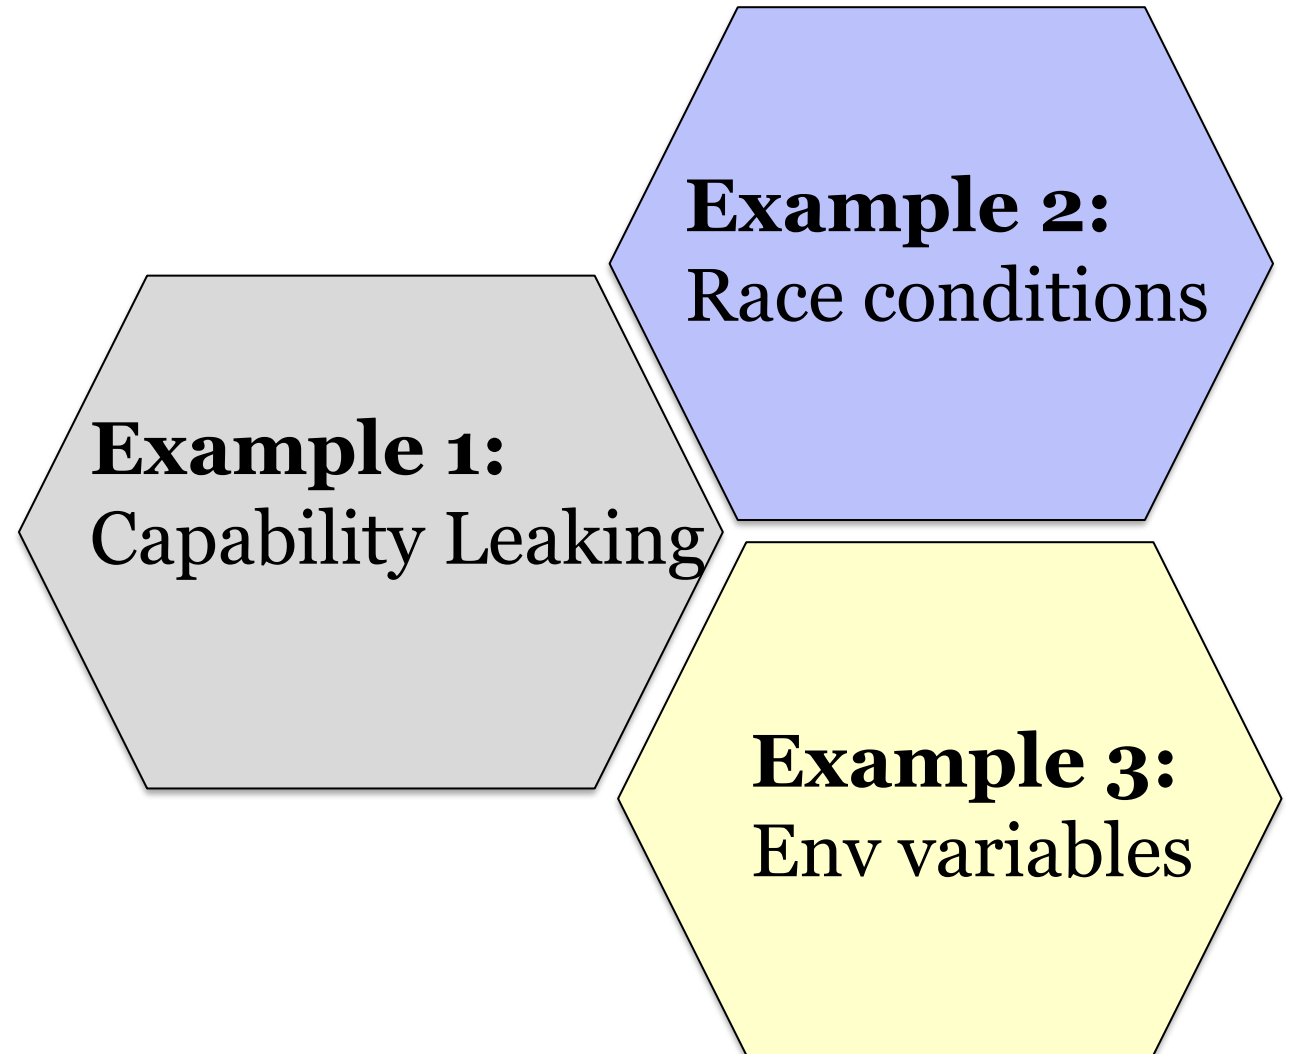 Example 1:
Capability Leaking
Example 2:
Race conditions
Example 3:
Env variables